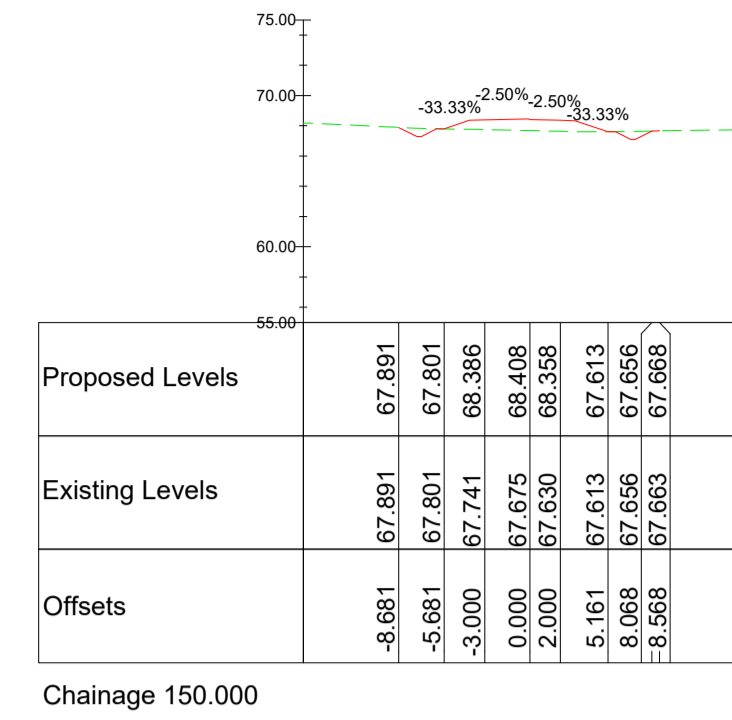 75.00
70.00
-33.33%
-2.50%
-2.50%
-33.33%
60.00
55.00
Proposed Levels 67.891 67.801 68.386 68.408 68.358 67.613 67.656 67.668
Existing Levels 67.891 67.801 67.741 67.675 67.630 67.613 67.656 67.663
Offsets -8.681 -5.681 -3.000 0.000 2.000 5.161 8.068 8.568
Chainage 150.000